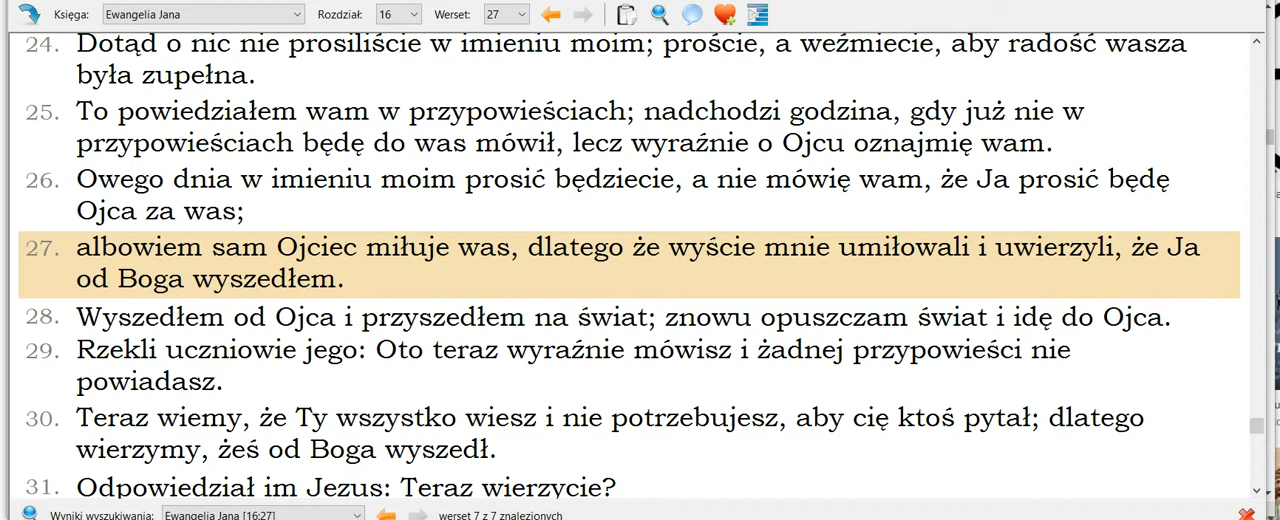 Księga: Ewangelia Jana Rozdział: 16 Werset: 27
24. Dotąd o nic nie prosiliście w imieniu moim; proście, a weźmiecie, aby radość wasza
była zupełna.
25. To powiedziałem wam w przypowieściach; nadchodzi godzina, gdy już nie w
przypowieściach będę do was mówił, lecz wyraźnie o Ojcu oznajmię wam.
26. Owego dnia w imieniu moim prosić będziecie, a nie mówię wam, że Ja prosić będę
Ojca za was;
27. albowiem sam Ojciec miłuje was, dlatego że wyście mnie umiłowali i uwierzyli, że Ja
od Boga wyszedłem.
28. Wyszedłem od Ojca i przyszedłem na świat; znowu opuszczam świat i idę do Ojca.
29. Rzekli uczniowie jego: Oto teraz wyraźnie mówisz i żadnej przypowieści nie
powiadasz.
30. Teraz wiemy, że Ty wszystko wiesz i nie potrzebujesz, aby cię ktoś pytał; dlatego
wierzymy, żeś od Boga wyszedł.
31. Odpowiedział im Jezus: Teraz wierzycie?
Wyniki wyszukiwania: Ewangelia Jana [16:27] werset 7 z 7 znalezionych